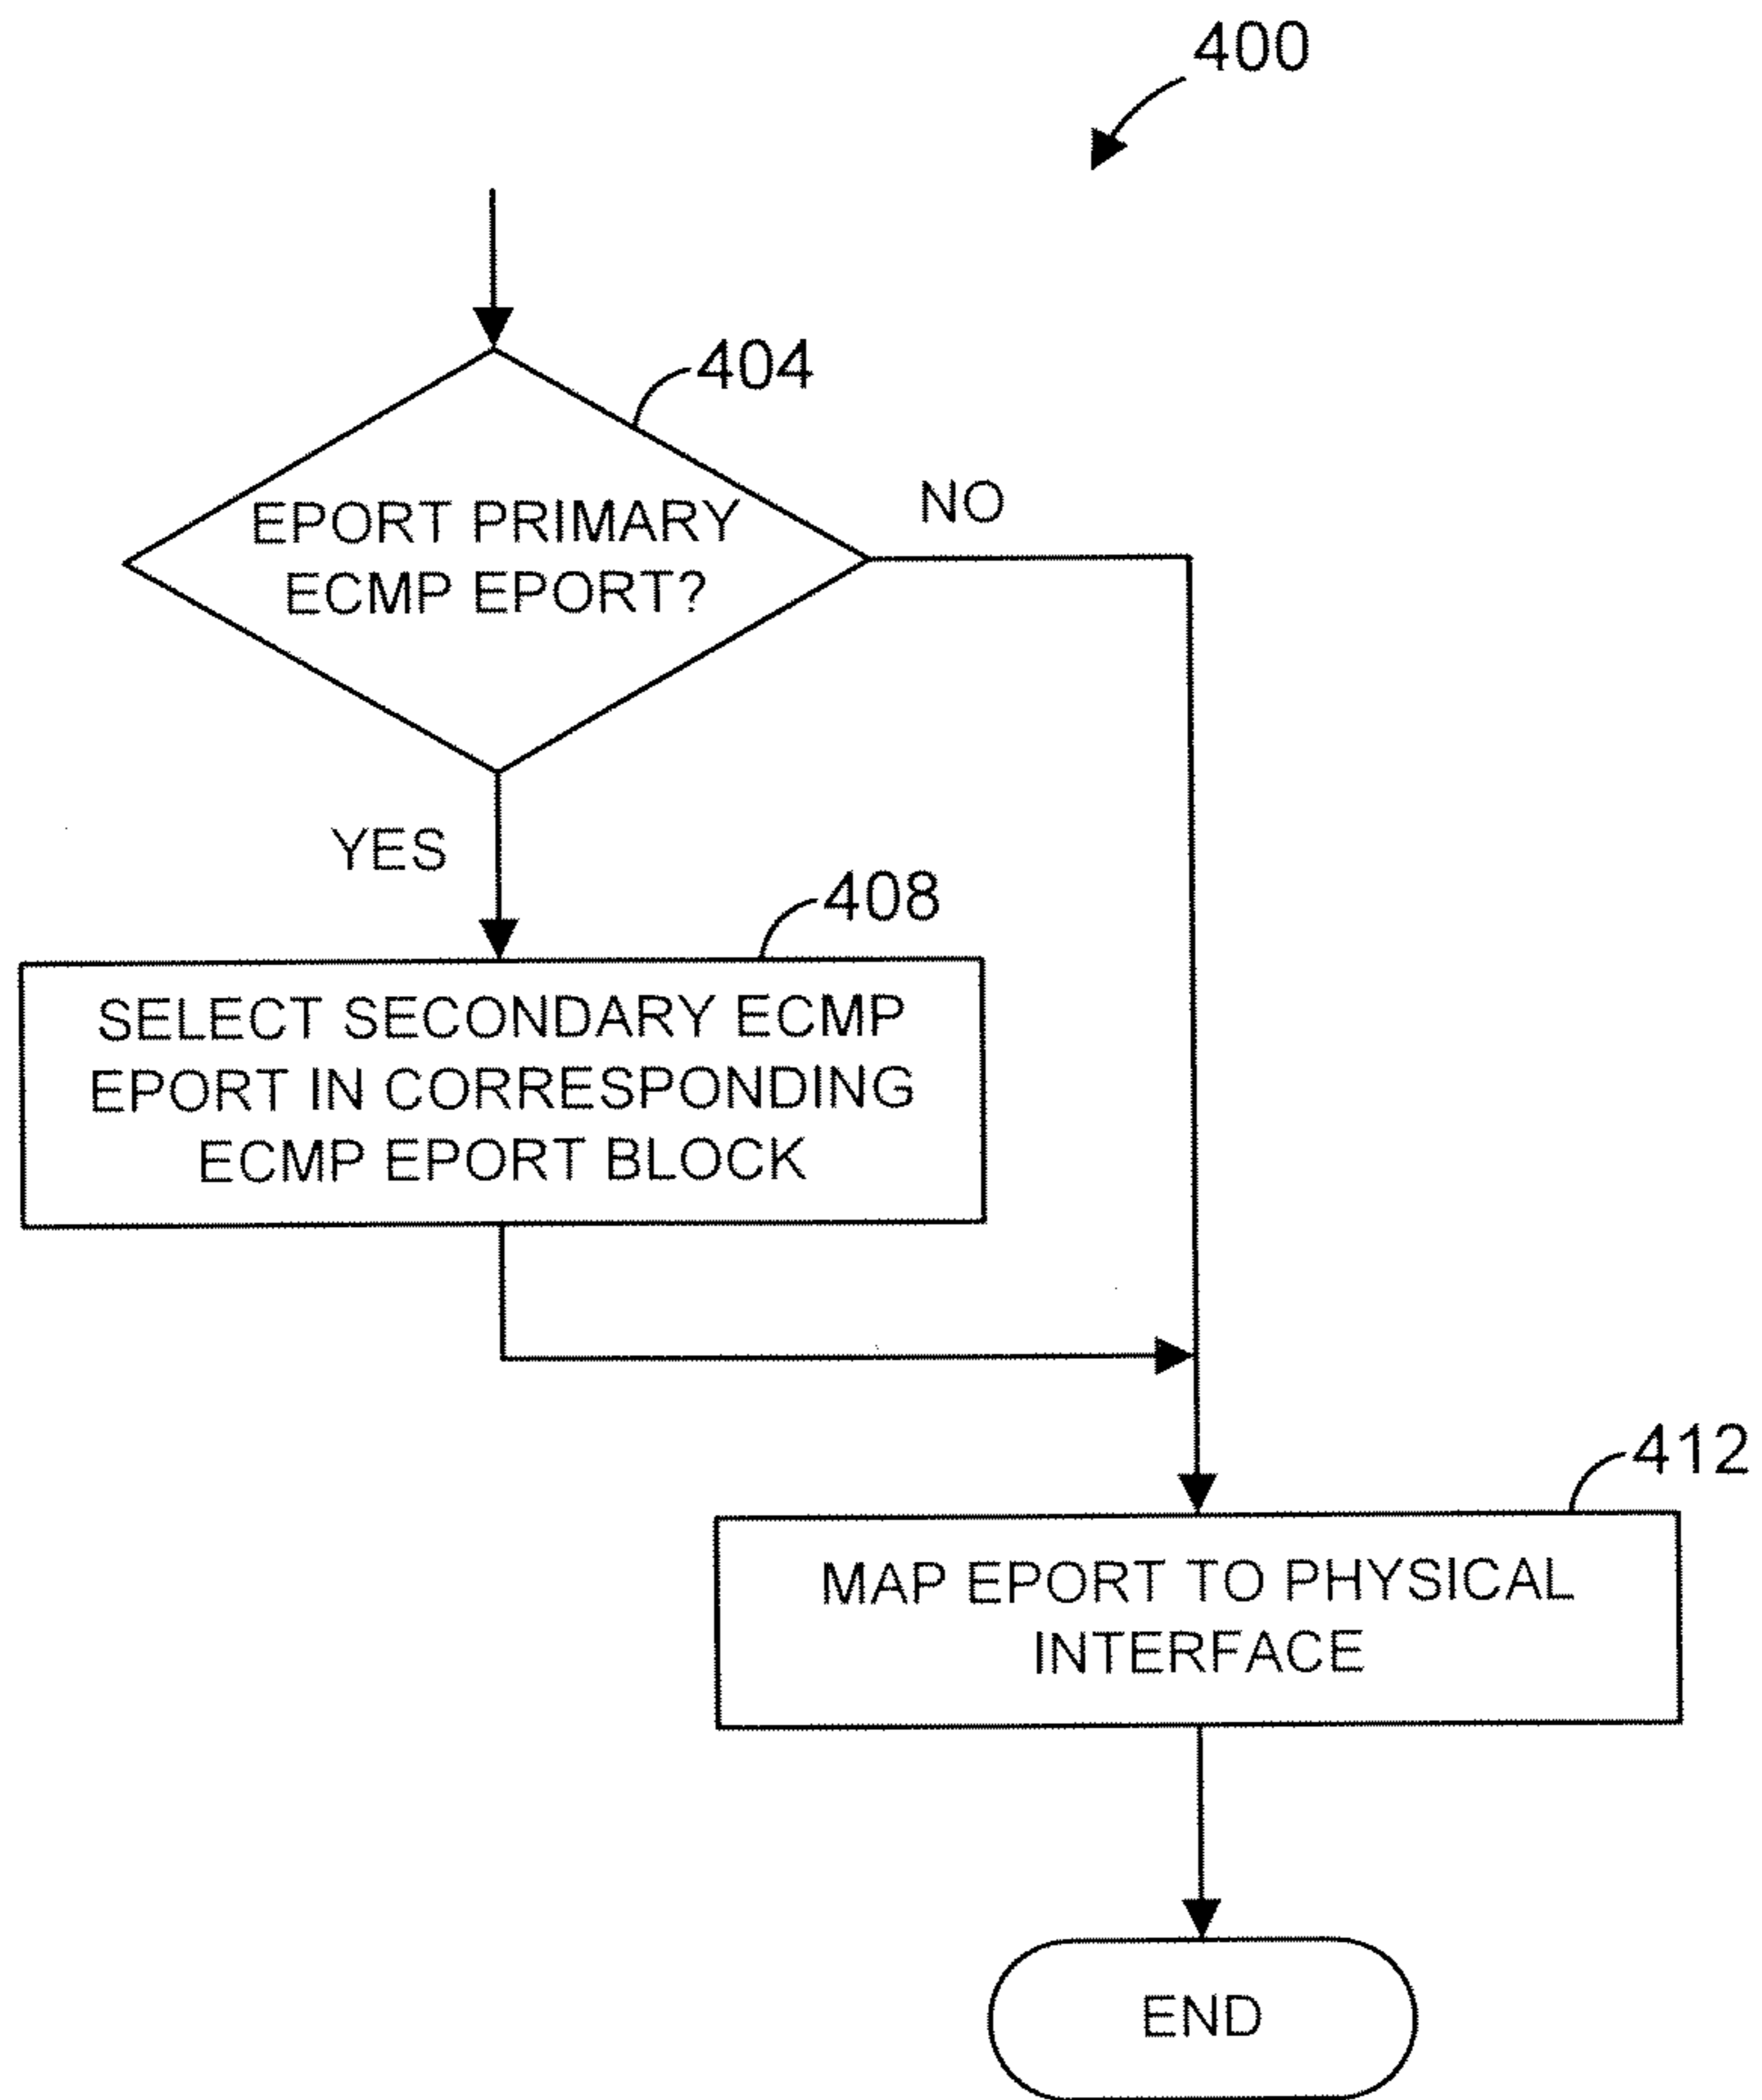 400
404
EPORT PRIMARY
ECMP EPORT?
NO
YES
408
SELECT SECONDARY ECMP
EPORT IN CORRESPONDING
ECMP EPORT BLOCK
412
MAP EPORT TO PHYSICAL
INTERFACE
END